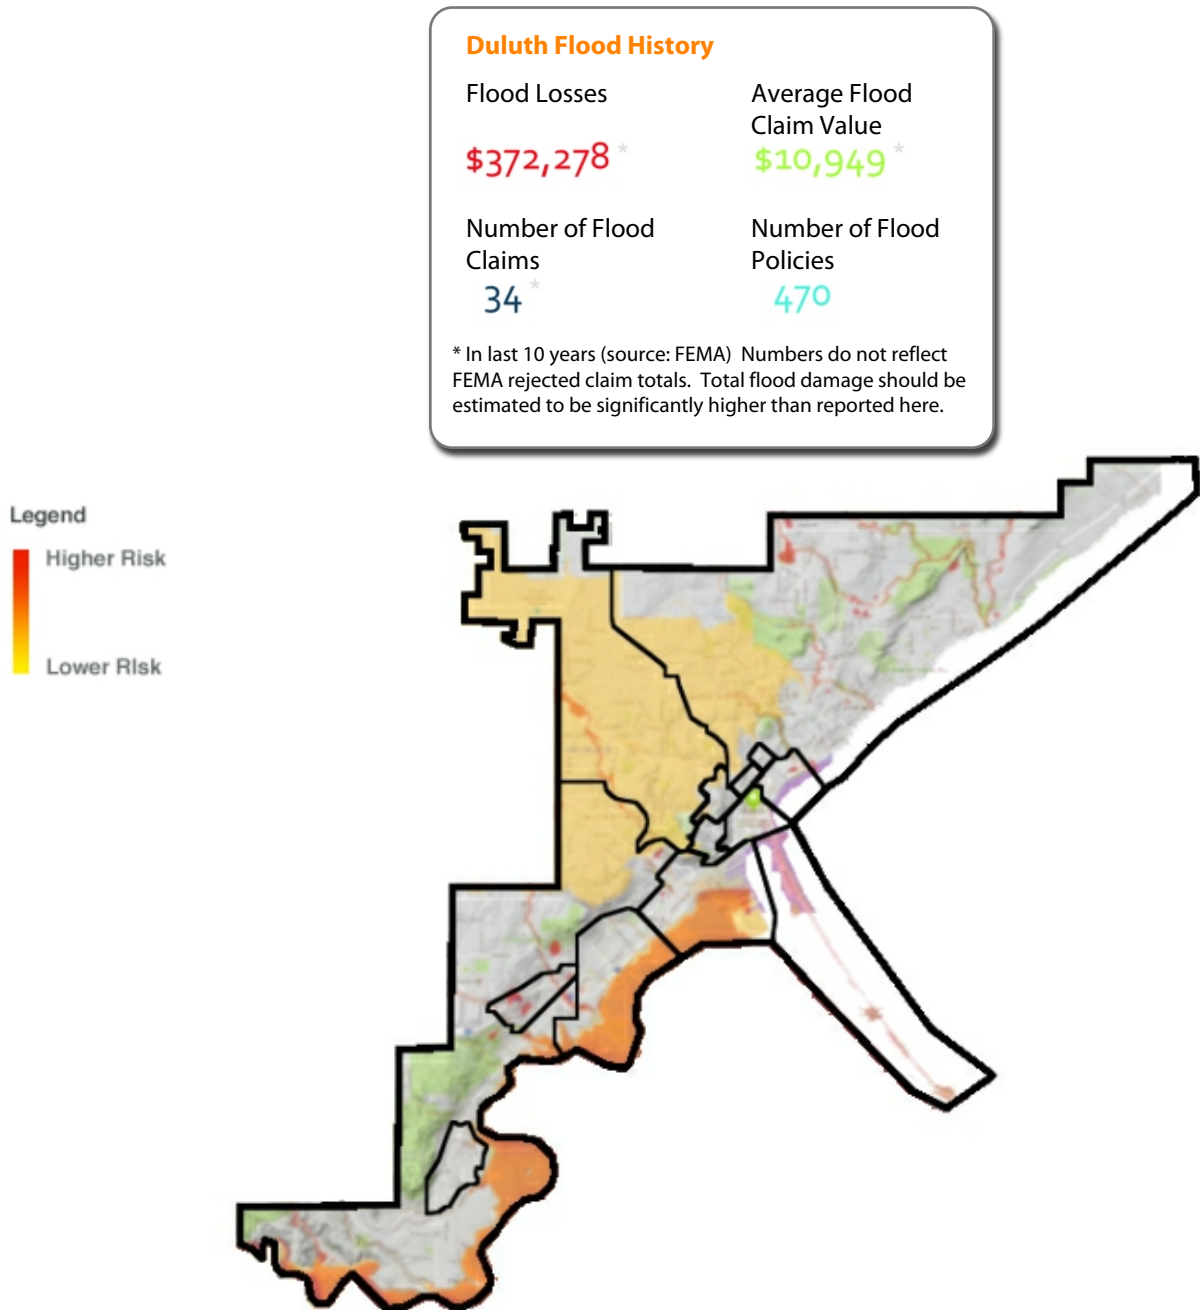 Duluth Flood History
Flood Losses
$372,278 *
Average Flood
Claim Value
$10,949 *
Number of Flood
Claims
34 *
Number of Flood
Policies
470
* In last 10 years (source: FEMA)  Numbers do not reflect
FEMA rejected claim totals.  Total flood damage should be
estimated to be significantly higher than reported here.
Legend
Higher Risk
Lower RIsk